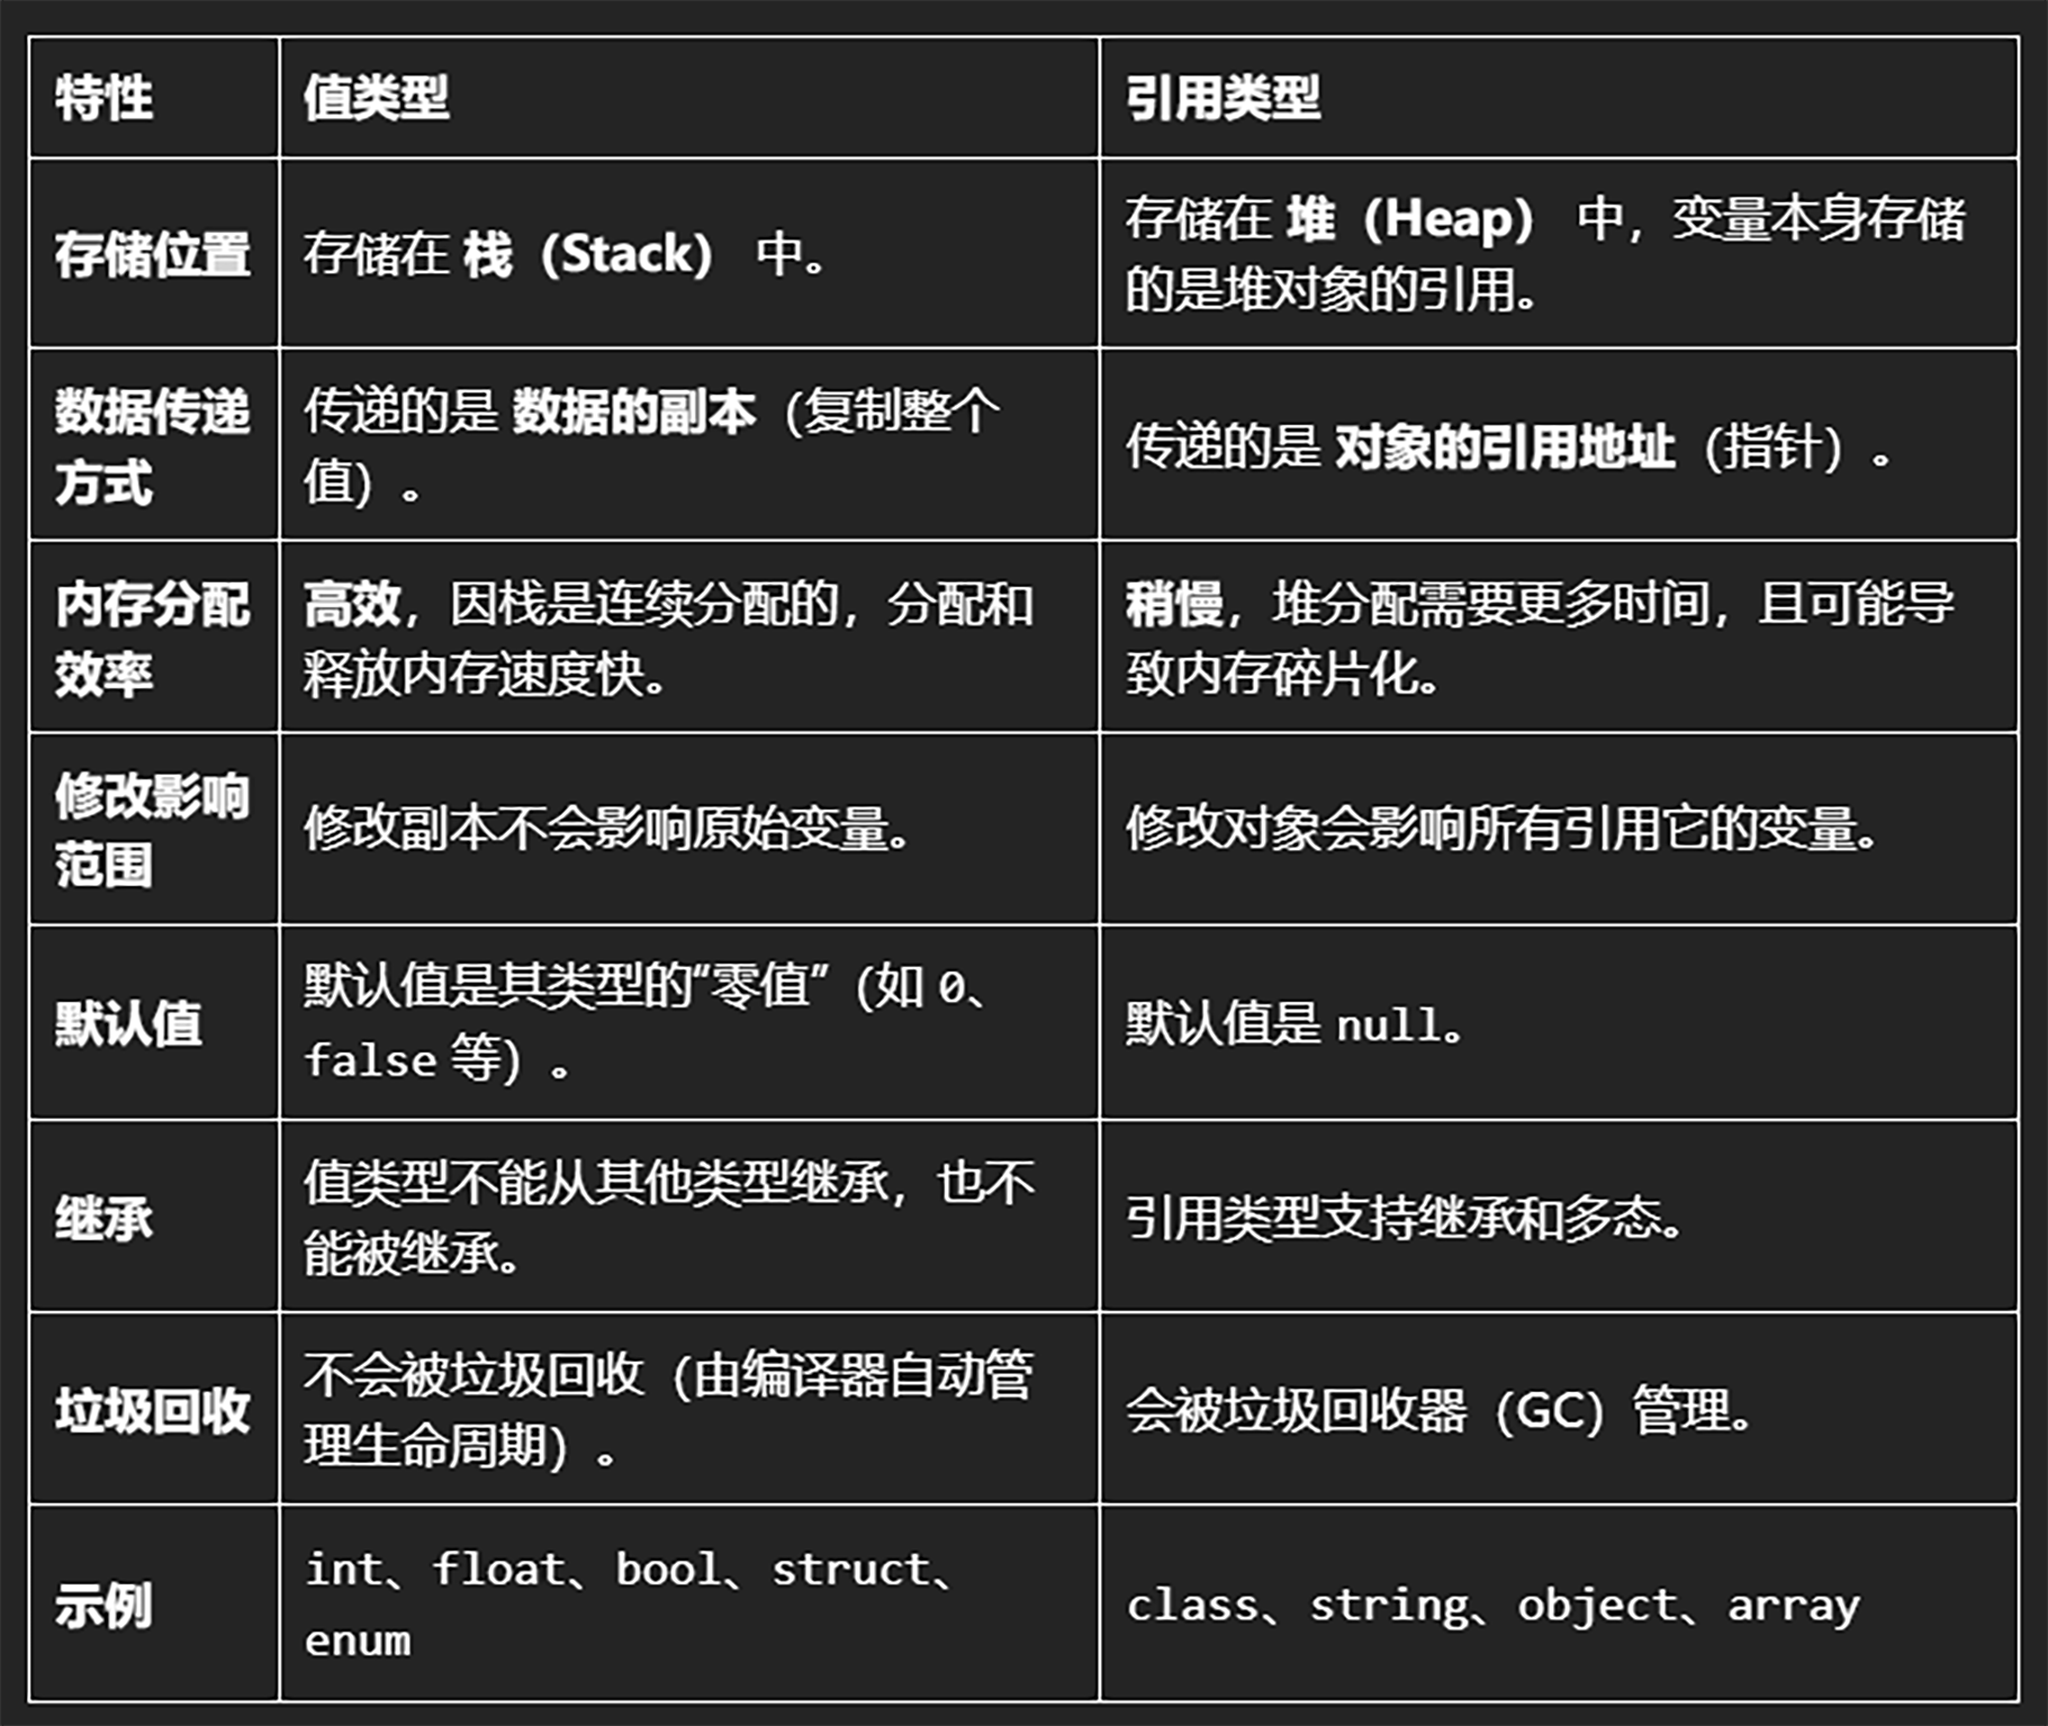 特性
值类型
引用类型
存储位置
存储在 栈（Stack） 中。
存储在 堆（Heap） 中，变量本身存储
的是堆对象的引用。
数据传递
方式
传递的是 数据的副本（复制整个
值）。
传递的是 对象的引用地址（指针）。
内存分配
效率
高效，因栈是连续分配的，分配和
释放内存速度快。
稍慢，堆分配需要更多时间，且可能导
致内存碎片化。
修改影响
范围
修改副本不会影响原始变量。
修改对象会影响所有引用它的变量。
默认值
默认值是其类型的“零值”（如 0、
false 等）。
默认值是 null。
继承
值类型不能从其他类型继承，也不
能被继承。
引用类型支持继承和多态。
垃圾回收
不会被垃圾回收（由编译器自动管
理生命周期）。
会被垃圾回收器（GC）管理。
示例
int、float、bool、struct、
enum
class、string、object、array